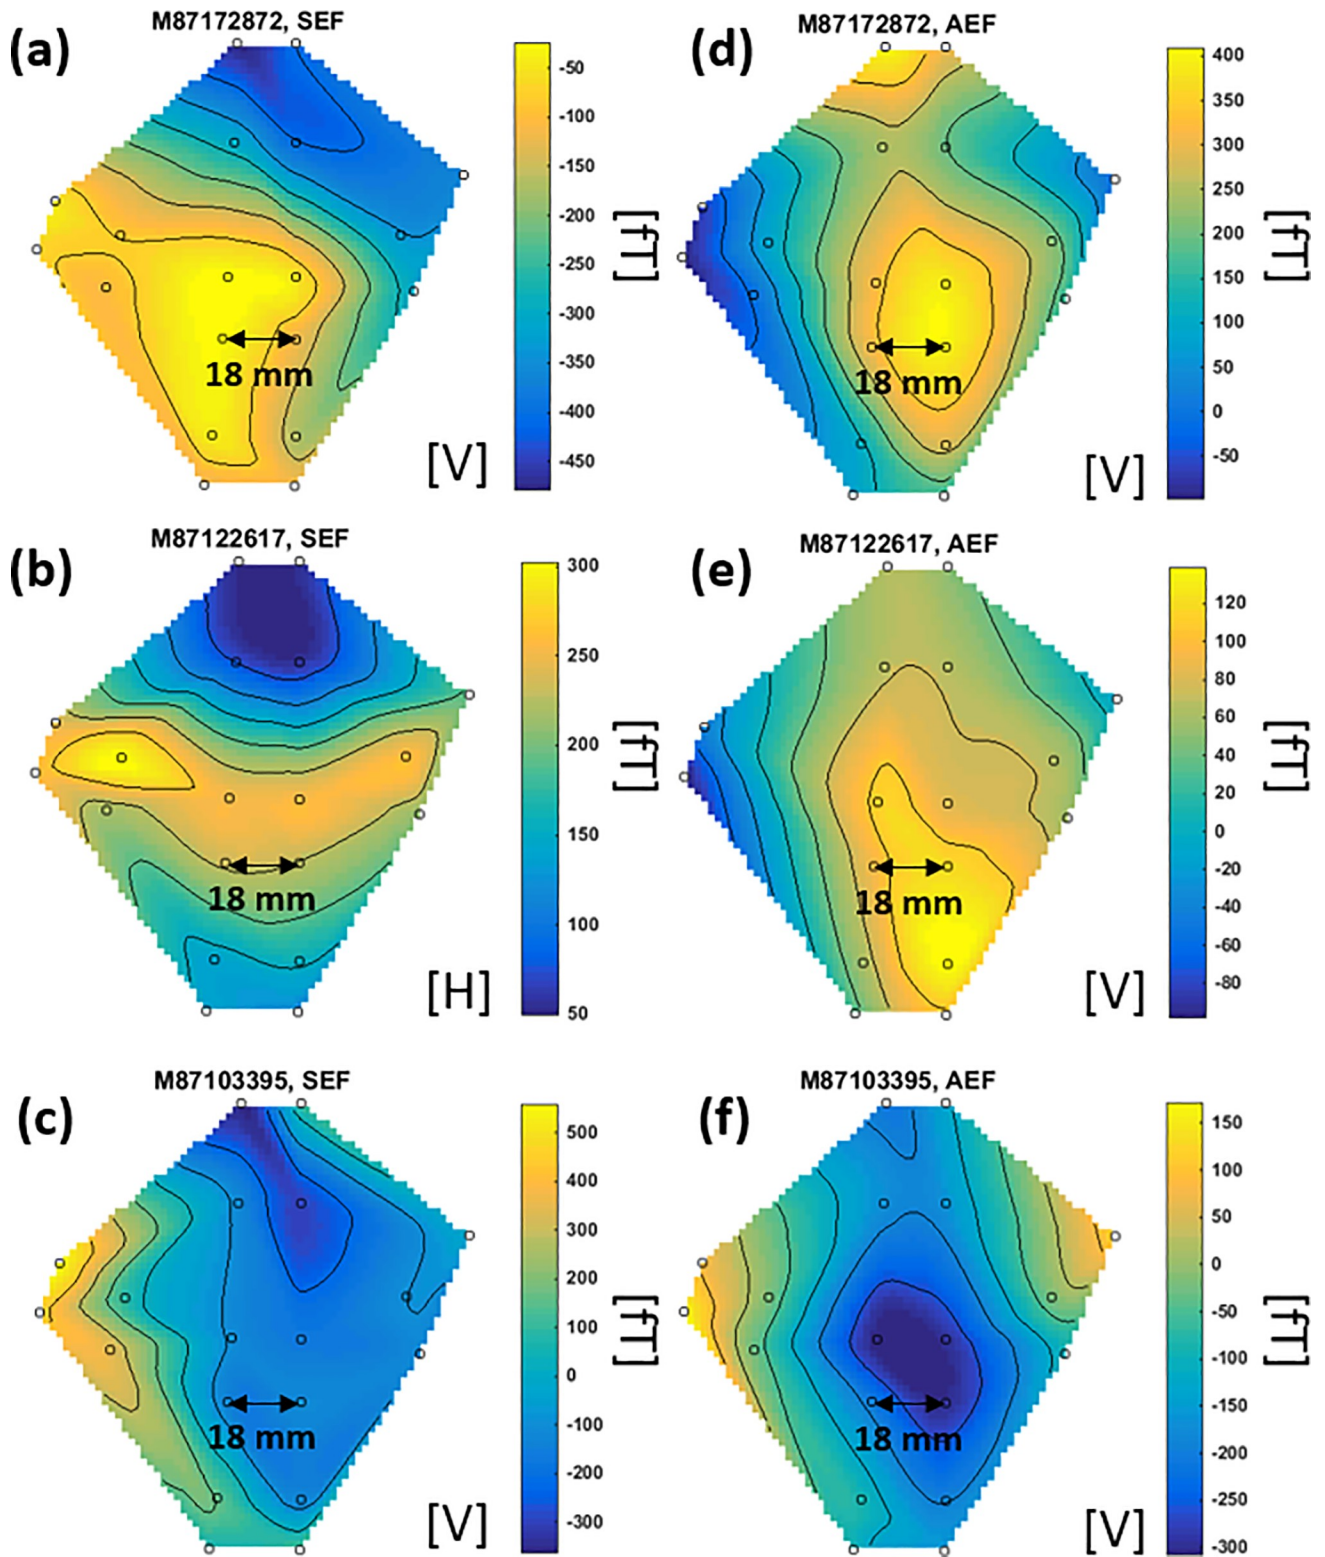 (a)
M87172872, SEF
-50
-100
-150
-200
-250
-300
-350
-400
-450
[fT]
18 mm
[V]
(d)
M87172872, AEF
400
350
300
250
200
150
100
50
0
-50
[fT]
18 mm
[V]
(b)
M87122617, SEF
300
250
200
150
100
50
[fT]
18 mm
[H]
(e)
M87122617, AEF
120
100
80
60
40
20
0
-20
-40
-60
-80
[fT]
18 mm
[V]
(c)
M87103395, SEF
500
400
300
200
100
0
-100
-200
-300
[fT]
18 mm
[V]
(f)
M87103395, AEF
150
100
50
0
-50
-100
-150
-200
-250
-300
[fT]
18 mm
[V]